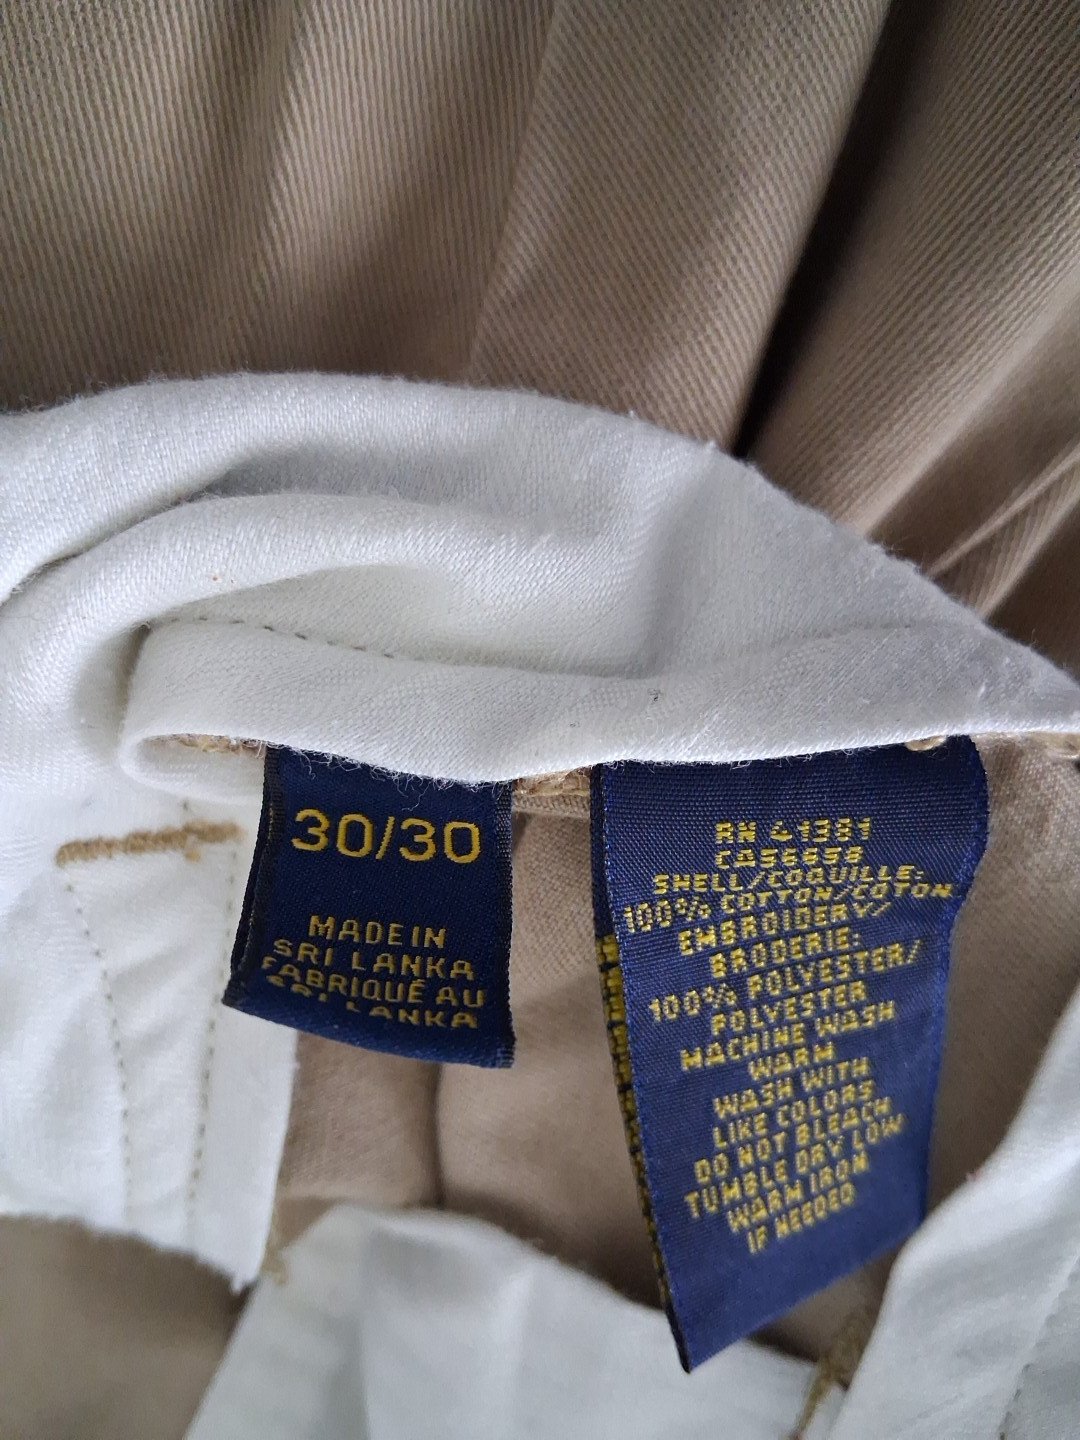 30/30
MADE IN
SRI LANKA
FABRIQUÉ AU
SRI LANKA
RN 41381
CA56658
SHELL/COQUILLE:
100% COTTON/COTON
EMBROIDERY/
BRODERIE:
100% POLYESTER/
POLYESTER
MACHINE WASH
WARM
WASH WITH
LIKE COLORS
DO NOT BLEACH
TUMBLE DRY LOW
WARM IRON
IF NEEDED